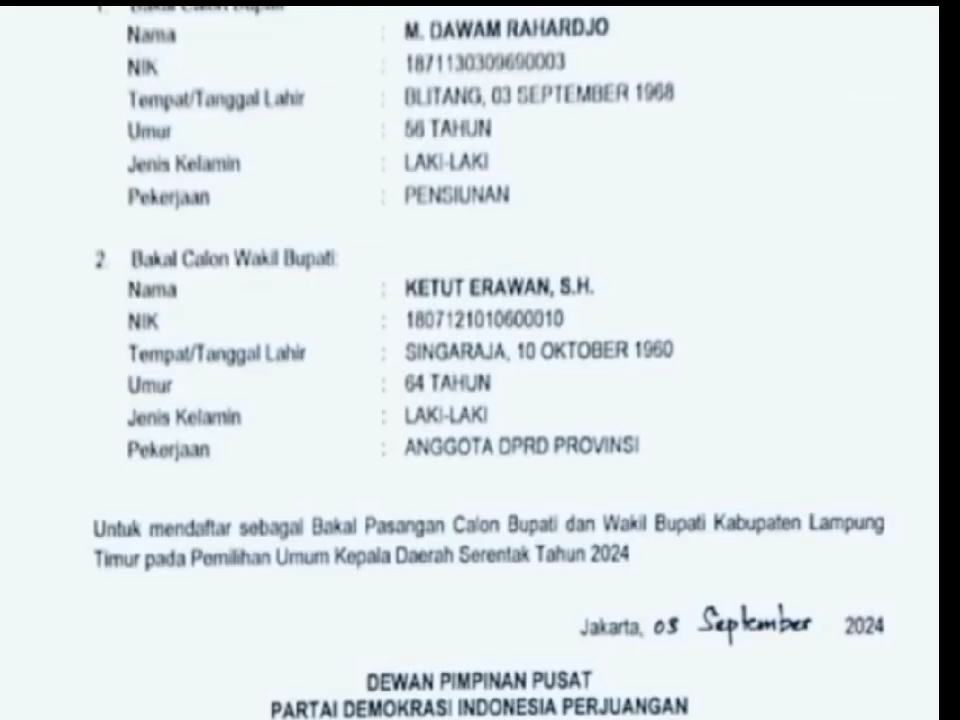 1. Bakal Calon Bupati
Nama : M. DAWAM RAHARDJO
NIK : 1871130309690003
Tempat/Tanggal Lahir : BLITANG, 03 SEPTEMBER 1968
Umur : 56 TAHUN
Jenis Kelamin : LAKI-LAKI
Pekerjaan : PENSIUNAN
2. Bakal Calon Wakil Bupati:
Nama : KETUT ERAWAN, S.H.
NIK : 1807121010600010
Tempat/Tanggal Lahir : SINGARAJA, 10 OKTOBER 1960
Umur : 64 TAHUN
Jenis Kelamin : LAKI-LAKI
Pekerjaan : ANGGOTA DPRD PROVINSI
Untuk mendaftar sebagai Bakal Pasangan Calon Bupati dan Wakil Bupati Kabupaten Lampung
Timur pada Pemilihan Umum Kepala Daerah Serentak Tahun 2024
Jakarta, 03 September 2024
DEWAN PIMPINAN PUSAT
PARTAI DEMOKRASI INDONESIA PERJUANGAN